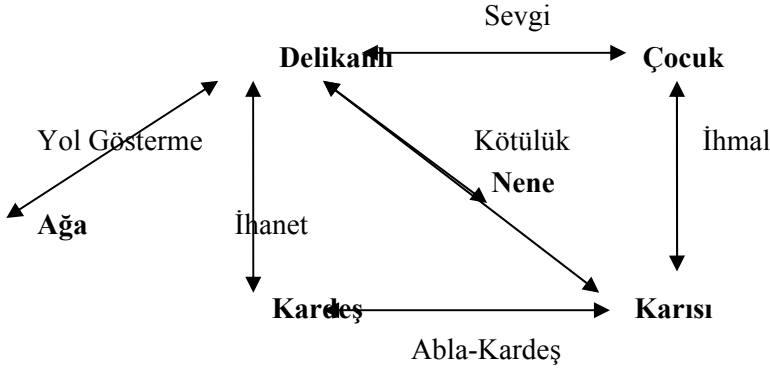 Sevgi
Delikanlı Çocuk
Yol Gösterme Kötülük İhmal
Nene
Ağa İhanet
Kardeş Karısı
Abla-Kardeş